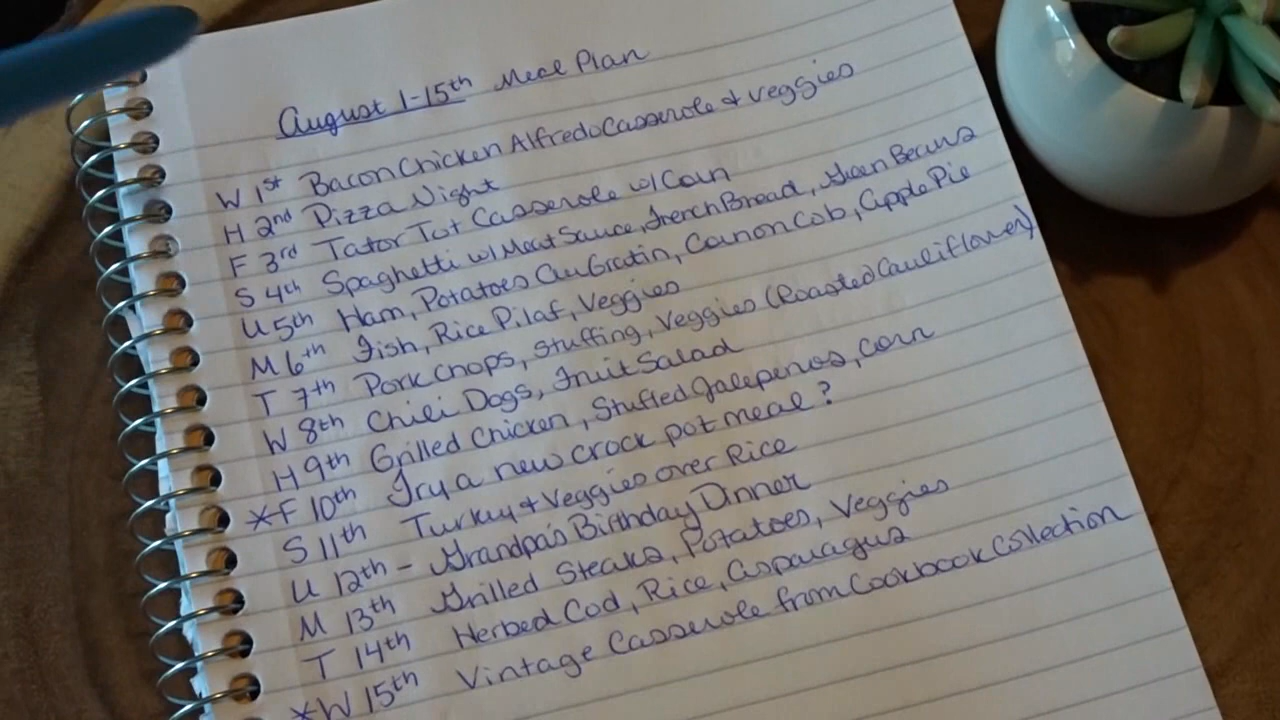 August 1-15th Meal Plan
W 1st Bacon Chicken Alfredo Casserole & Veggies
H 2nd Pizza Night
F 3rd Tator Tot Casserole w/ Corn
S 4th Spaghetti w/ Meat Sauce, French Bread, Green Beans
U 5th Ham, Potatoes Au Gratin, Corn on Cob, Apple Pie
M 6th Fish, Rice Pilaf, Veggies
T 7th Pork Chops, Stuffing, Veggies (Roasted Cauliflower)
W 8th Chili Dogs, Fruit Salad
H 9th Grilled Chicken, Stuffed Jalepenos, Corn
*F 10th Try a new crock pot meal?
S 11th Turkey & Veggies over Rice
U 12th - Grandpa's Birthday Dinner
M 13th Grilled Steaks, Potatoes, Veggies
T 14th Herbed Cod, Rice, Asparagus
*W 15th Vintage Casserole from Cookbook Collection